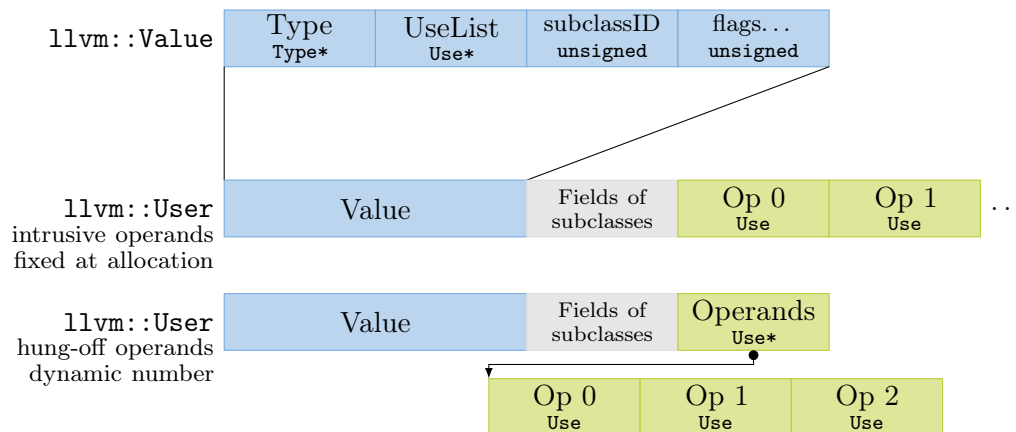 llvm::Value
Type
Type*
UseList
Use*
subclassID
unsigned
flags...
unsigned
llvm::User
intrusive operands
fixed at allocation
Value
Fields of
subclasses
Op 0
Use
Op 1
Use
. .
llvm::User
hung-off operands
dynamic number
Value
Fields of
subclasses
Operands
Use*
Op 0
Use
Op 1
Use
Op 2
Use